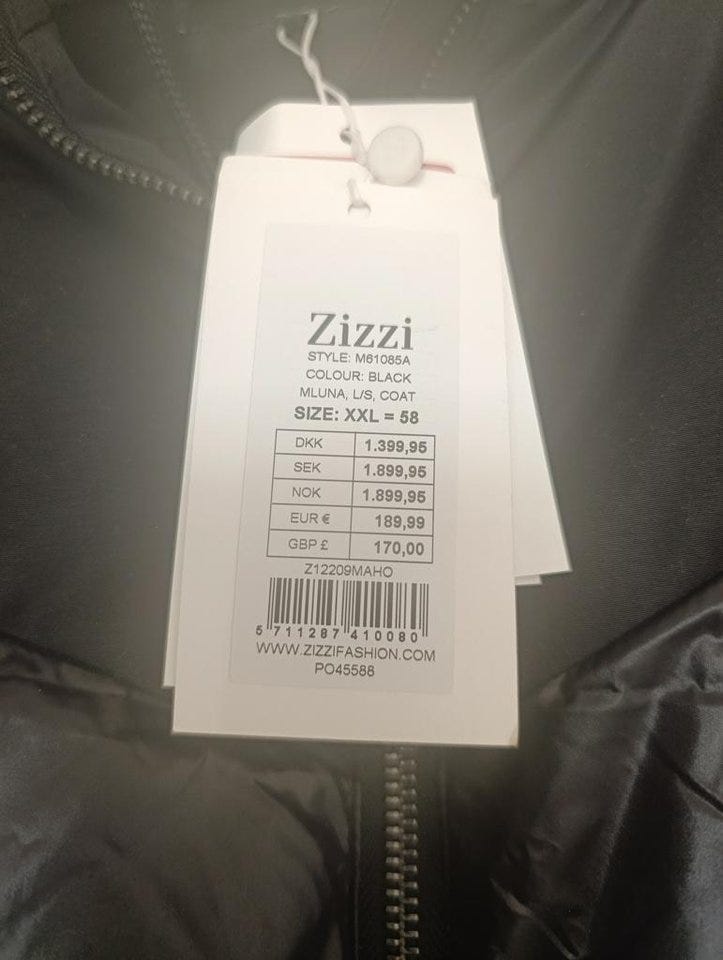 Zizzi
STYLE: M61085A
COLOUR: BLACK
MLUNA, L/S, COAT
SIZE: XXL = 58
DKK 1.399,95
SEK 1.899,95
NOK 1.899,95
EUR € 189,99
GBP £ 170,00
Z12209MAHO
5 711287 410080
WWW.ZIZZIFASHION.COM
PO45588